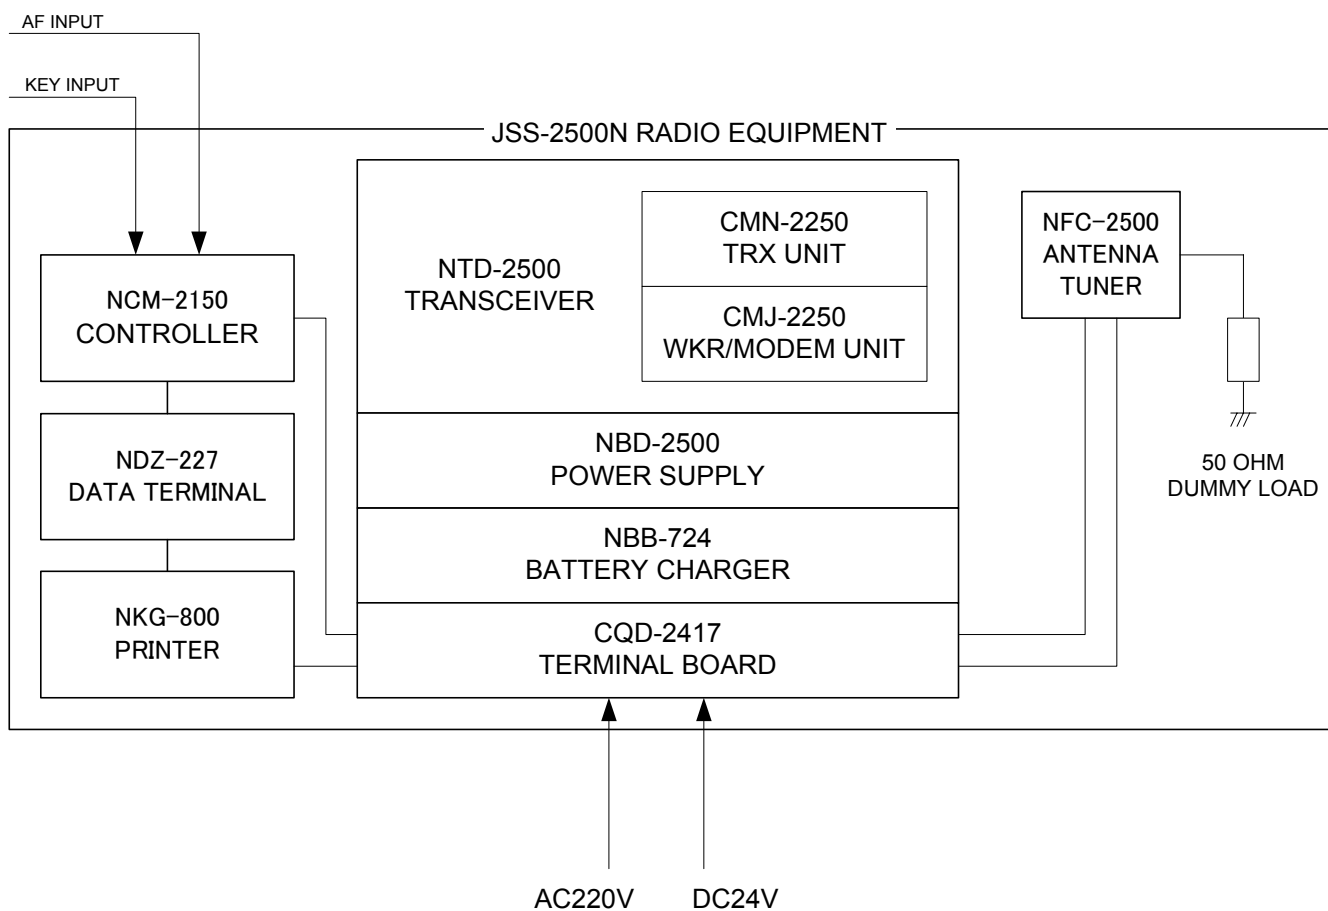 AF INPUT
KEY INPUT
JSS-2500N RADIO EQUIPMENT
NCM-2150
CONTROLLER
NDZ-227
DATA TERMINAL
NKG-800
PRINTER
NTD-2500
TRANSCEIVER
CMN-2250
TRX UNIT
CMJ-2250
WKR/MODEM UNIT
NBD-2500
POWER SUPPLY
NBB-724
BATTERY CHARGER
CQD-2417
TERMINAL BOARD
NFC-2500
ANTENNA
TUNER
50 OHM
DUMMY LOAD
AC220V
DC24V